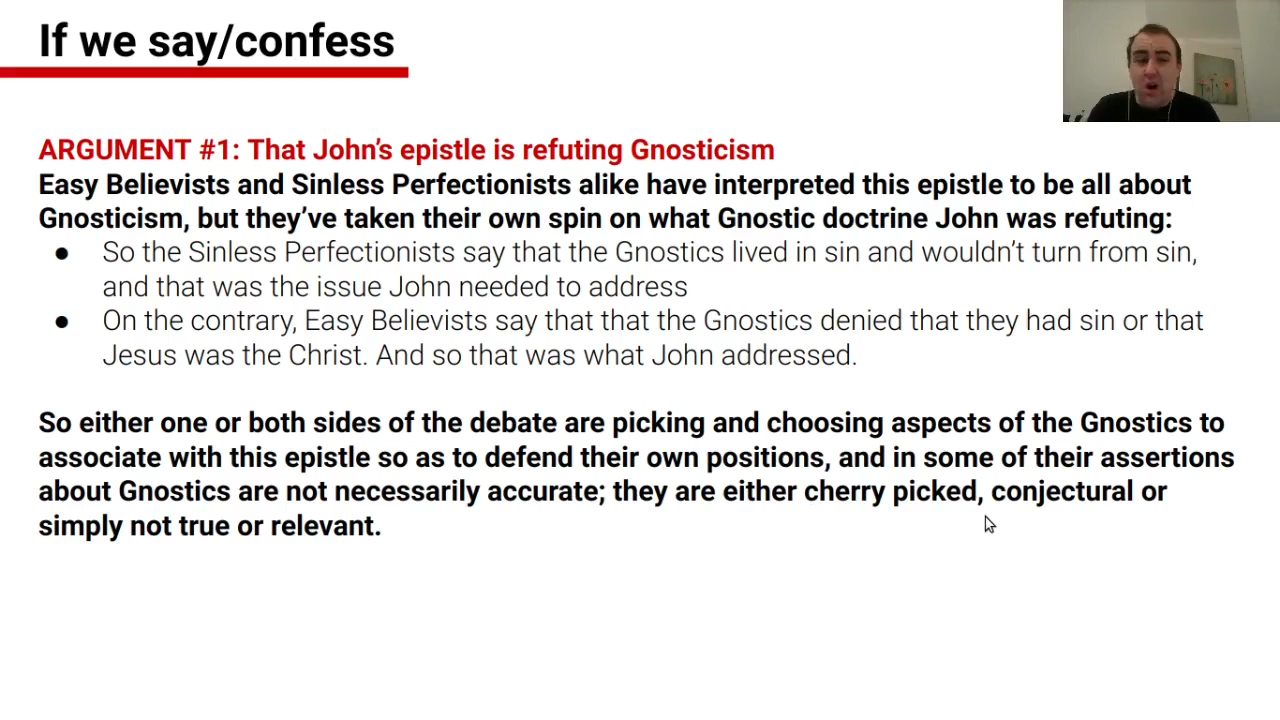 If we say/confess
ARGUMENT #1: That John's epistle is refuting Gnosticism
Easy Believists and Sinless Perfectionists alike have interpreted this epistle to be all about
Gnosticism, but they've taken their own spin on what Gnostic doctrine John was refuting:
● So the Sinless Perfectionists say that the Gnostics lived in sin and wouldn't turn from sin,
and that was the issue John needed to address
● On the contrary, Easy Believists say that that the Gnostics denied that they had sin or that
Jesus was the Christ. And so that was what John addressed.
So either one or both sides of the debate are picking and choosing aspects of the Gnostics to
associate with this epistle so as to defend their own positions, and in some of their assertions
about Gnostics are not necessarily accurate; they are either cherry picked, conjectural or
simply not true or relevant.